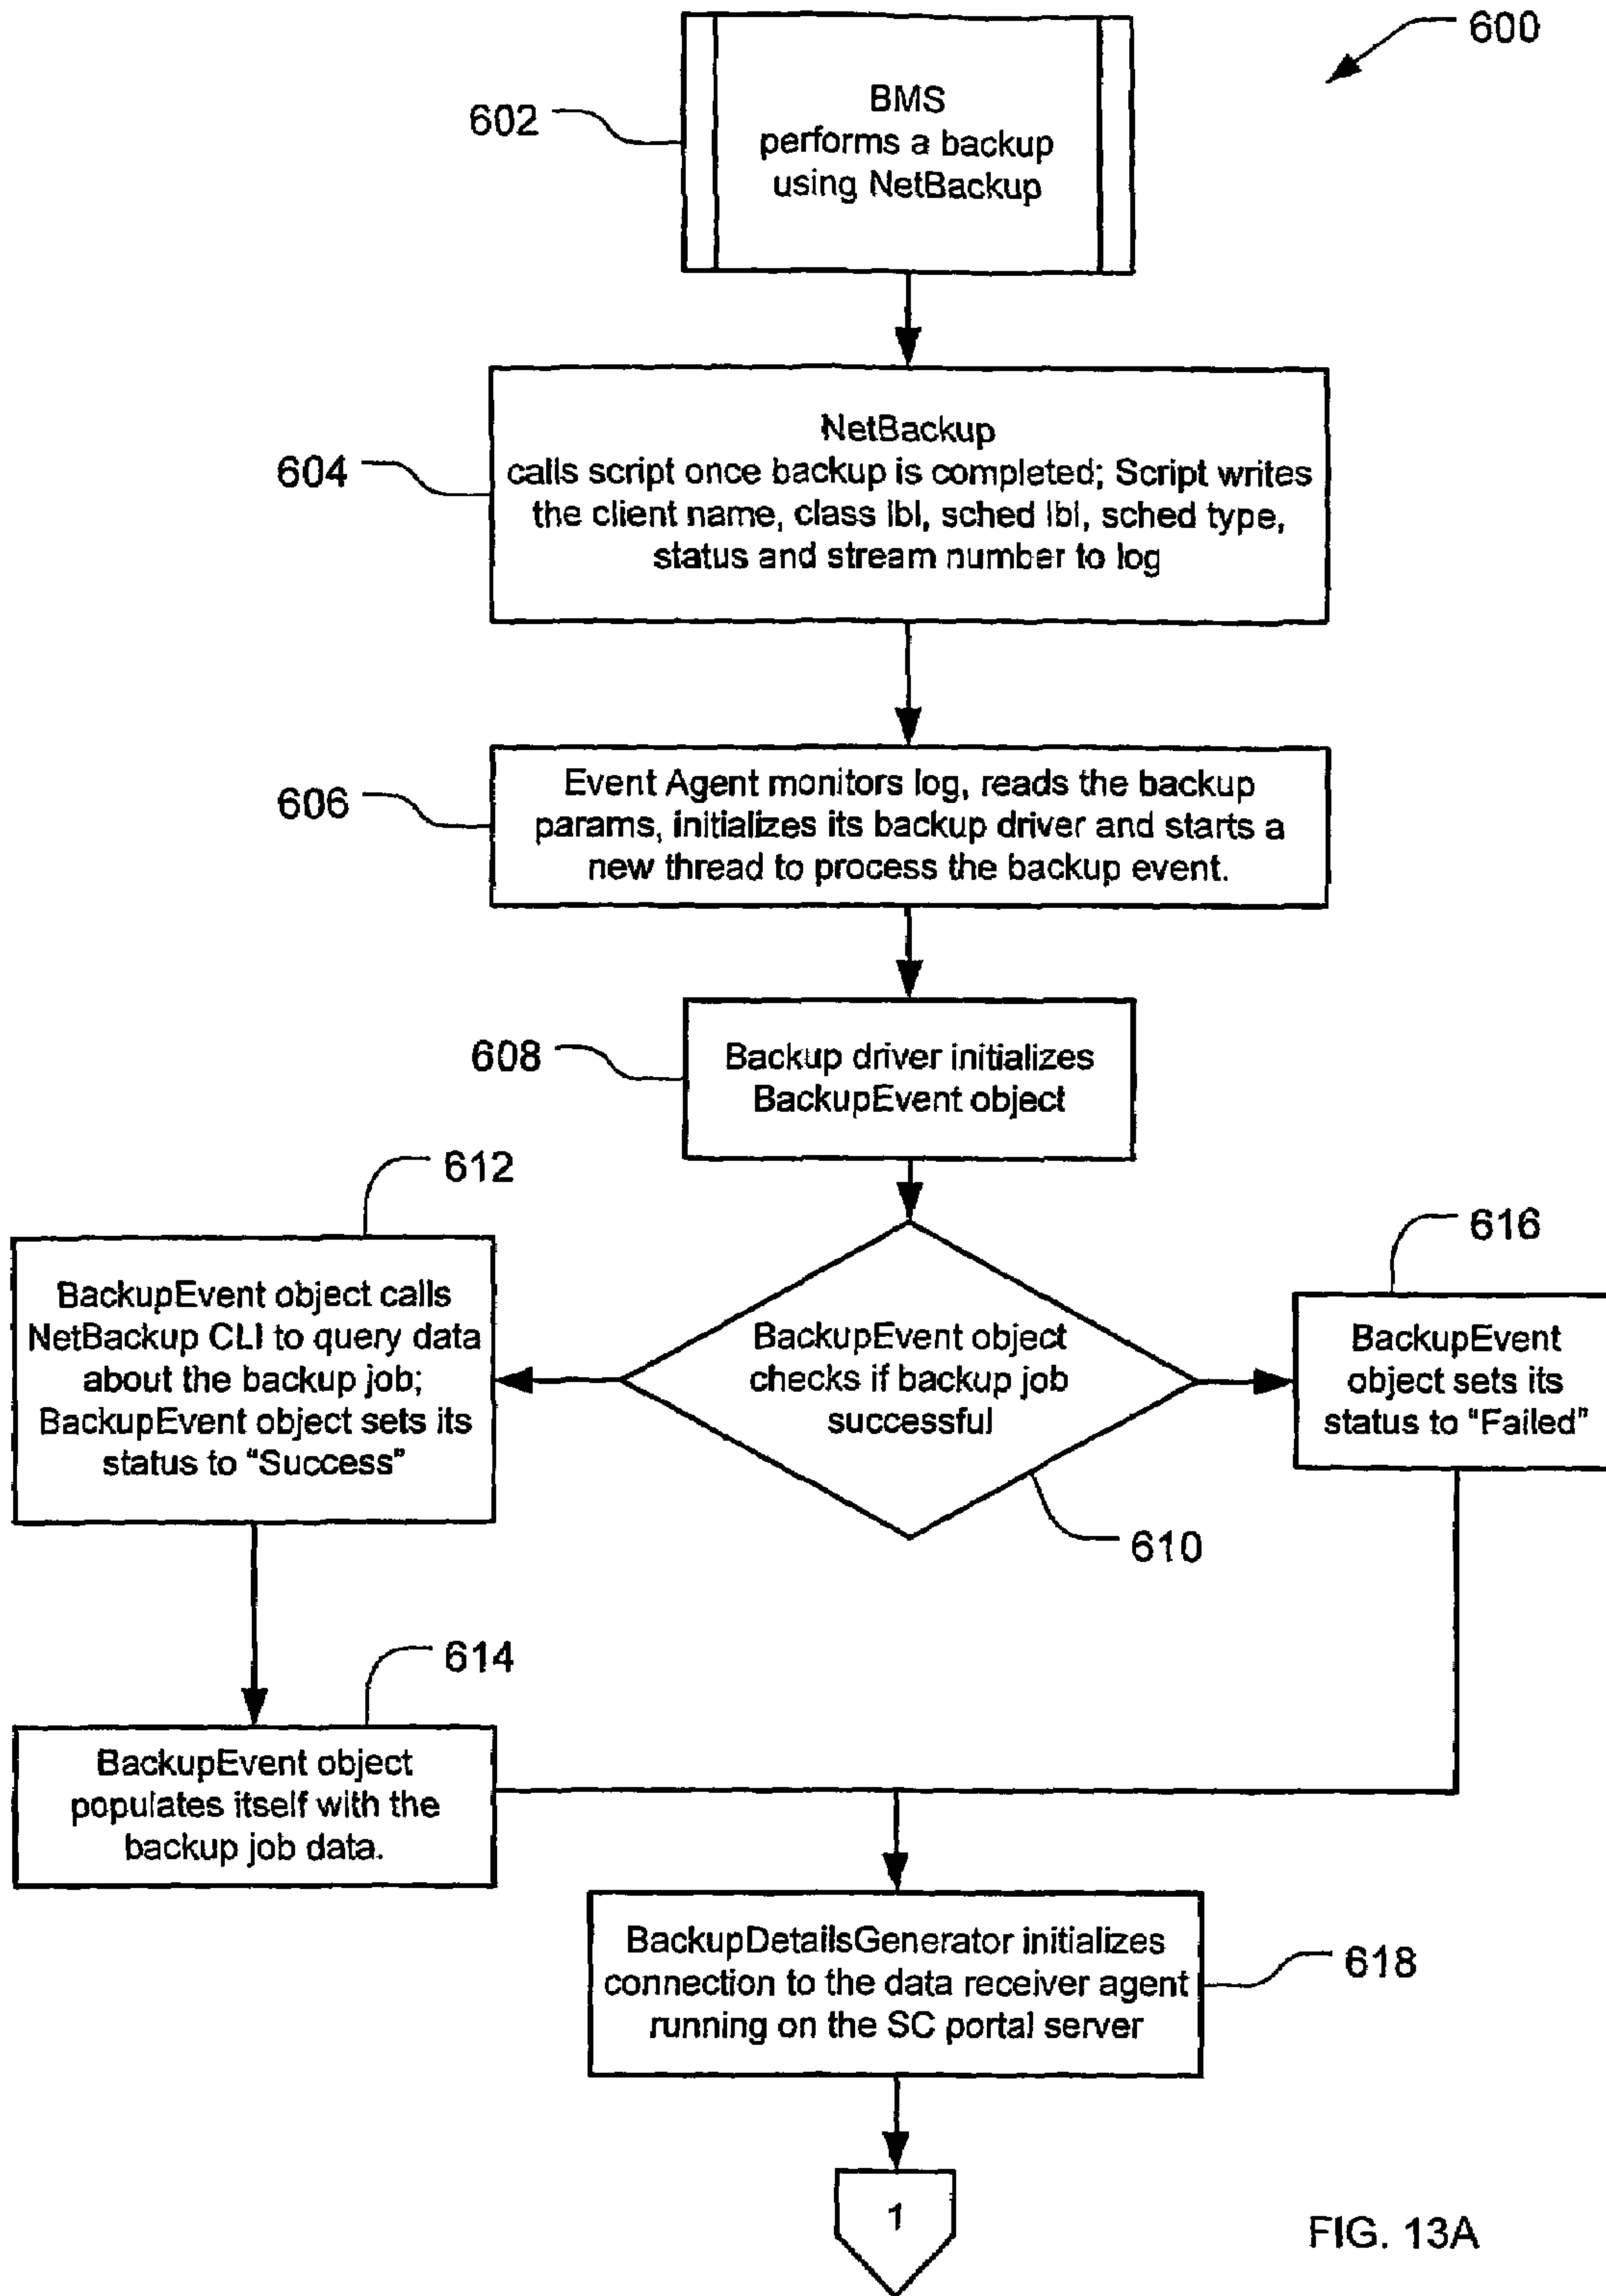 600
602
BMS
performs a backup
using NetBackup
604
NetBackup
calls script once backup is completed; Script writes
the client name, class lbl, sched lbl, sched type,
status and stream number to log
606
Event Agent monitors log, reads the backup
params, initializes its backup driver and starts a
new thread to process the backup event.
608
Backup driver initializes
BackupEvent object
612
BackupEvent object calls
NetBackup CLI to query data
about the backup job;
BackupEvent object sets its
status to "Success"
BackupEvent object
checks if backup job
successful
610
616
BackupEvent
object sets its
status to "Failed"
614
BackupEvent object
populates itself with the
backup job data.
BackupDetailsGenerator initializes
connection to the data receiver agent
running on the SC portal server
618
1
FIG. 13A